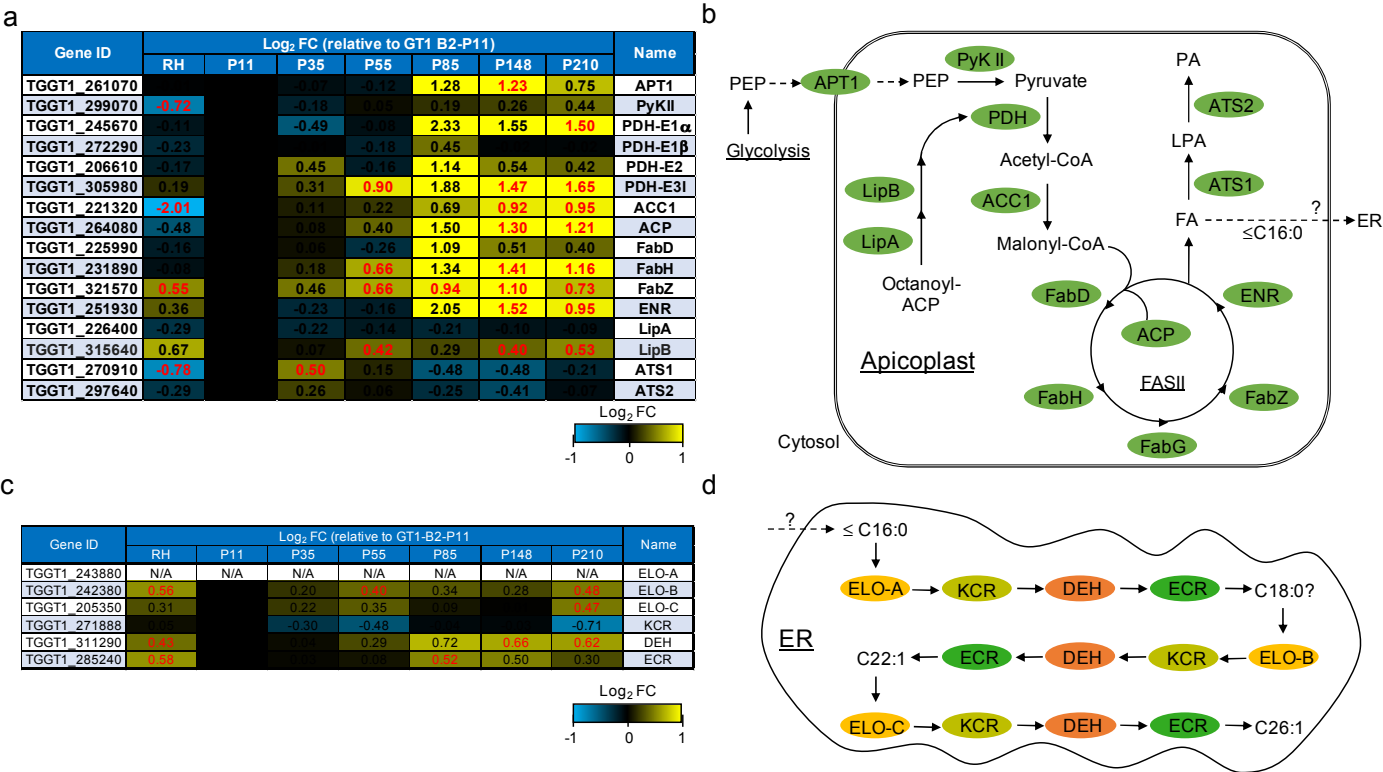 a
Gene ID Log2 FC (relative to GT1 B2-P11) Name
RH P11 P35 P55 P85 P148 P210
TGGT1_261070 -0.07 -0.12 1.28 1.23 0.75 APT1
TGGT1_299070 -0.72 -0.18 0.05 0.19 0.26 0.44 PyKII
TGGT1_245670 -0.11 -0.49 -0.08 2.33 1.55 1.50 PDH-E1α
TGGT1_272290 -0.23 -0.18 0.45 PDH-E1β
TGGT1_206610 -0.17 0.45 -0.16 1.14 0.54 0.42 PDH-E2
TGGT1_305980 0.19 0.31 0.90 1.88 1.47 1.65 PDH-E3I
TGGT1_221320 -2.01 0.11 0.22 0.69 0.92 0.95 ACC1
TGGT1_264080 -0.48 0.08 0.40 1.50 1.30 1.21 ACP
TGGT1_225990 -0.16 0.06 -0.26 1.09 0.51 0.40 FabD
TGGT1_231890 -0.08 0.18 0.66 1.34 1.41 1.16 FabH
TGGT1_321570 0.55 0.46 0.66 0.94 1.10 0.73 FabZ
TGGT1_251930 0.36 -0.23 -0.16 2.05 1.52 0.95 ENR
TGGT1_226400 -0.29 -0.22 -0.14 -0.21 -0.10 -0.09 LipA
TGGT1_315640 0.67 0.07 0.42 0.29 0.40 0.53 LipB
TGGT1_270910 -0.78 0.50 0.15 -0.48 -0.48 -0.21 ATS1
TGGT1_297640 -0.29 0.26 0.06 -0.25 -0.41 -0.07 ATS2
Log2 FC
-1 0 1
b
PEP APT1 PEP PyK II Pyruvate
Glycolysis
PDH
Acetyl-CoA
LipB
LipA
ACC1
Octanoyl-
ACP
Malonyl-CoA
PA
ATS2
LPA
ATS1
FA
?
≤C16:0
ER
FabD
ENR
ACP
FASII
FabH
FabZ
FabG
Apicoplast
Cytosol
c
Gene ID Log2 FC (relative to GT1-B2-P11 Name
RH P11 P35 P55 P85 P148 P210
TGGT1_243880 N/A N/A N/A N/A N/A N/A N/A ELO-A
TGGT1_242380 0.56 0.20 0.40 0.34 0.28 0.48 ELO-B
TGGT1_205350 0.31 0.22 0.35 0.09 0.47 ELO-C
TGGT1_271888 0.05 -0.30 -0.48 -0.71 KCR
TGGT1_311290 0.43 0.04 0.29 0.72 0.66 0.62 DEH
TGGT1_285240 0.58 0.08 0.52 0.50 0.30 ECR
Log2 FC
-1 0 1
d
?
≤ C16:0
ELO-A KCR DEH ECR C18:0?
ER
C22:1 ECR DEH KCR ELO-B
ELO-C KCR DEH ECR C26:1